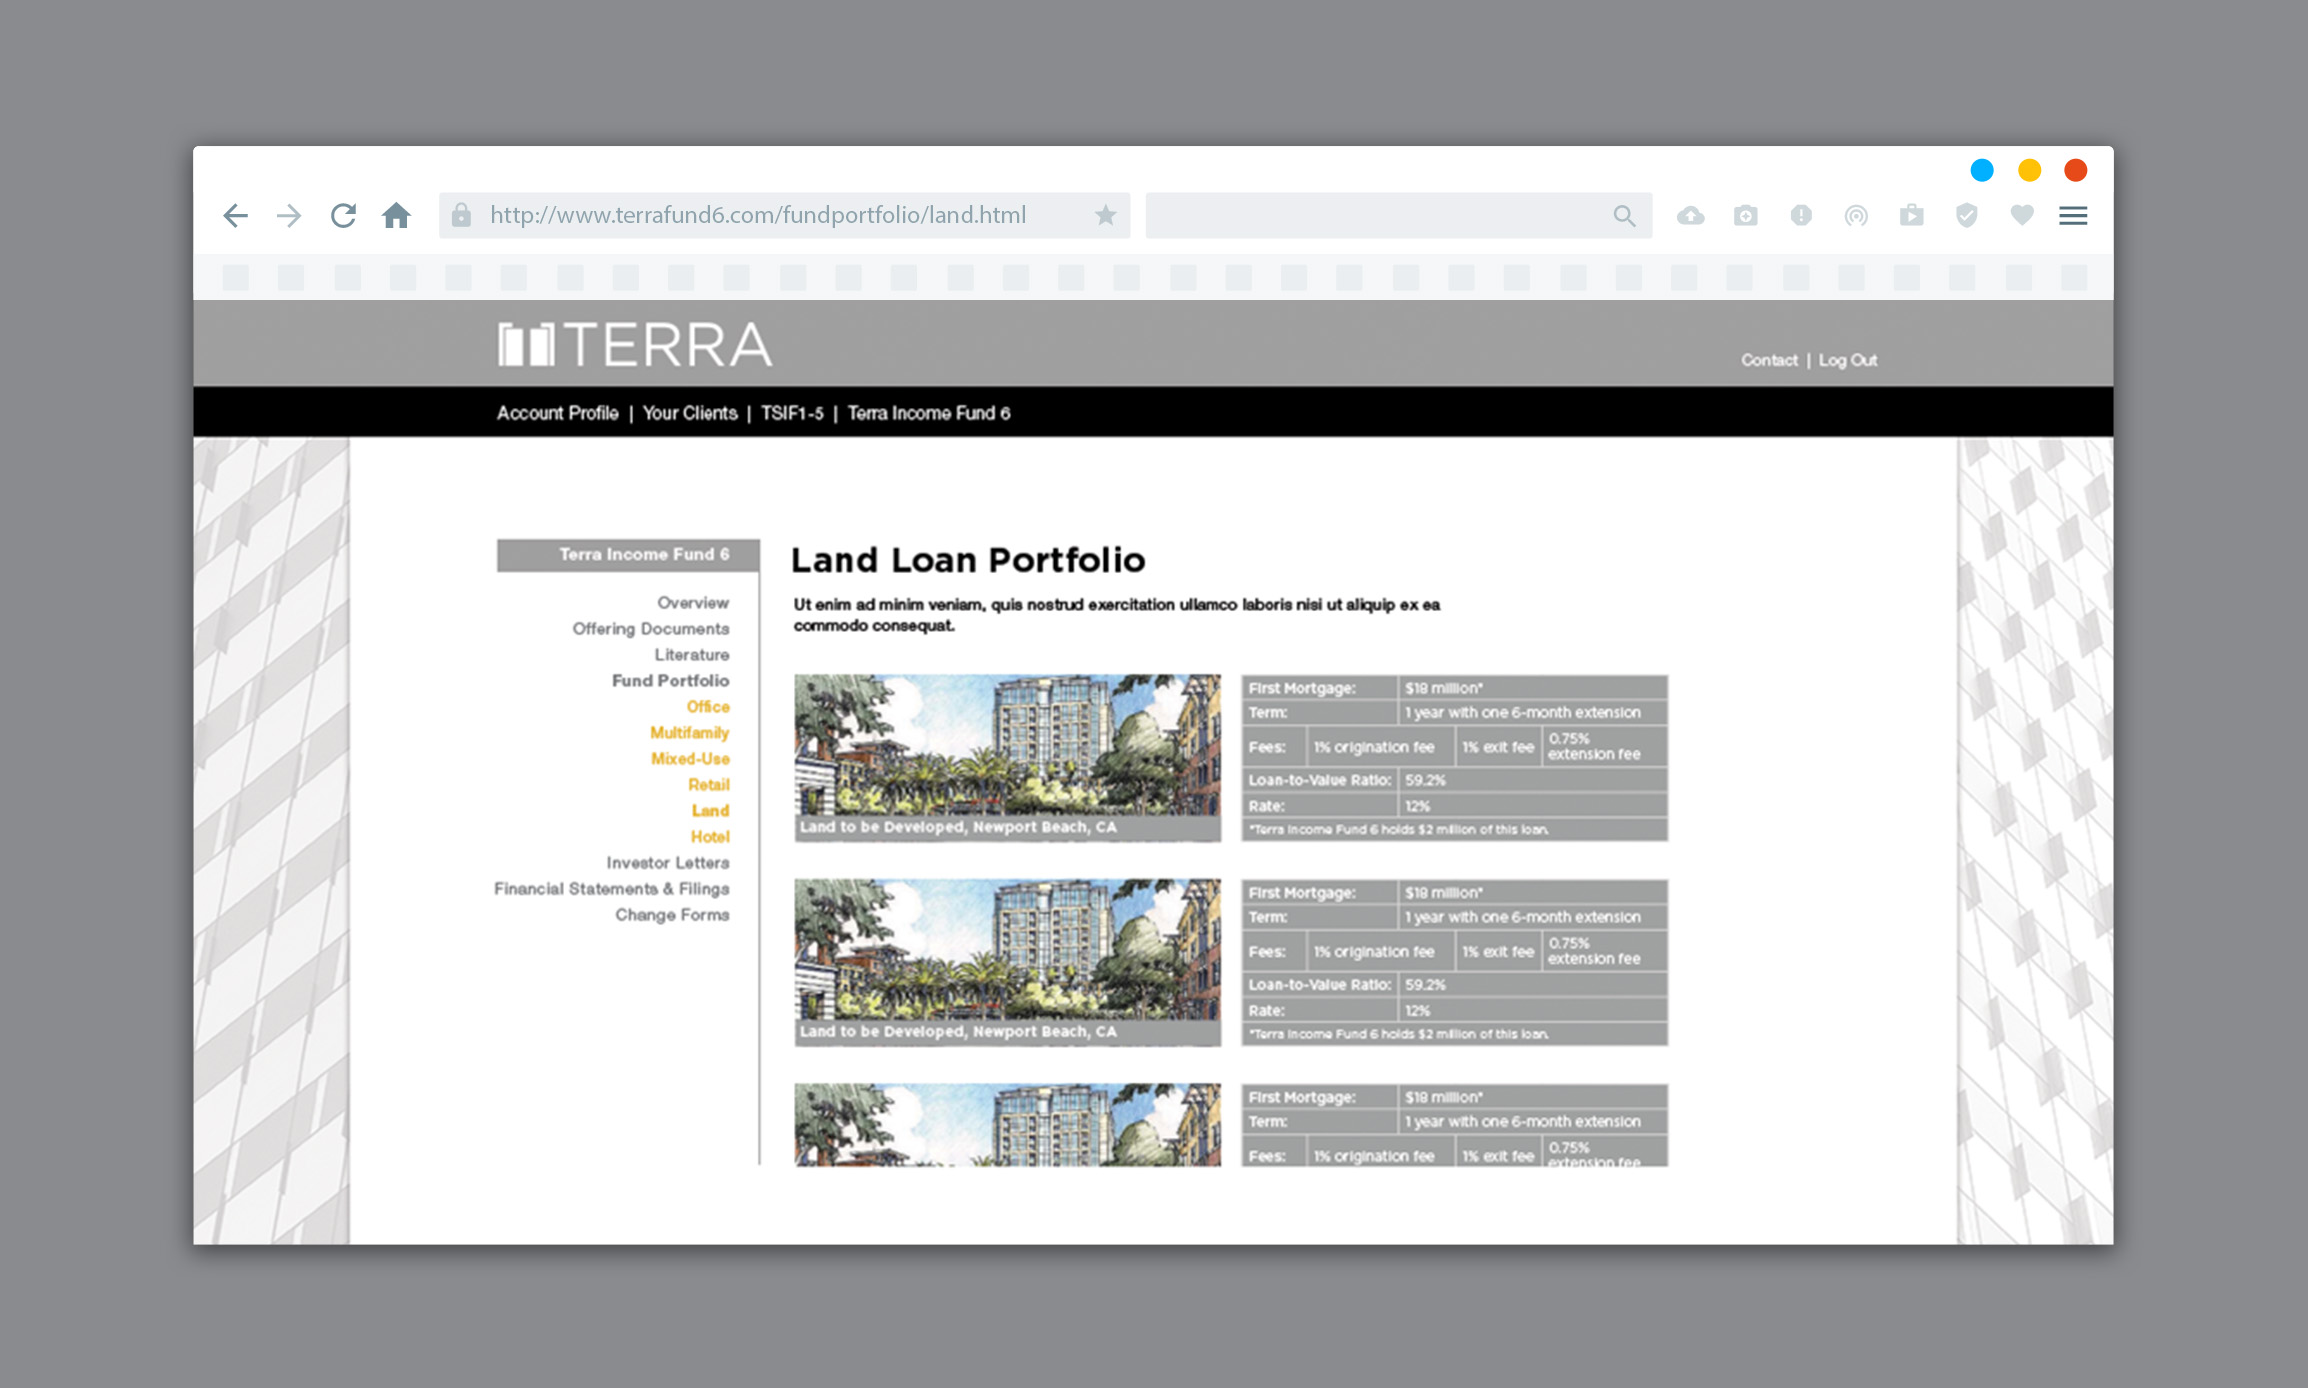 http://www.terrafund6.com/fundportfolio/land.html
TERRA
Contact | Log Out
Account Profile | Your Clients | TSIF1-5 | Terra Income Fund 6
Terra Income Fund 6
Overview
Offering Documents
Literature
Fund Portfolio
Office
Multifamily
Mixed-Use
Retail
Land
Hotel
Investor Letters
Financial Statements & Filings
Change Forms
Land Loan Portfolio
Ut enim ad minim veniam, quis nostrud exercitation ullamco laboris nisi ut aliquip ex ea
commodo consequat.
Land to be Developed, Newport Beach, CA
First Mortgage: $18 million*
Term: 1 year with one 6-month extension
Fees: 1% origination fee 1% exit fee 0.75%
extension fee
Loan-to-Value Ratio: 59.2%
Rate: 12%
*Terra Income Fund 6 holds $2 million of this loan.
Land to be Developed, Newport Beach, CA
First Mortgage: $18 million*
Term: 1 year with one 6-month extension
Fees: 1% origination fee 1% exit fee 0.75%
extension fee
Loan-to-Value Ratio: 59.2%
Rate: 12%
*Terra Income Fund 6 holds $2 million of this loan.
First Mortgage: $18 million*
Term: 1 year with one 6-month extension
Fees: 1% origination fee 1% exit fee 0.75%
extension fee